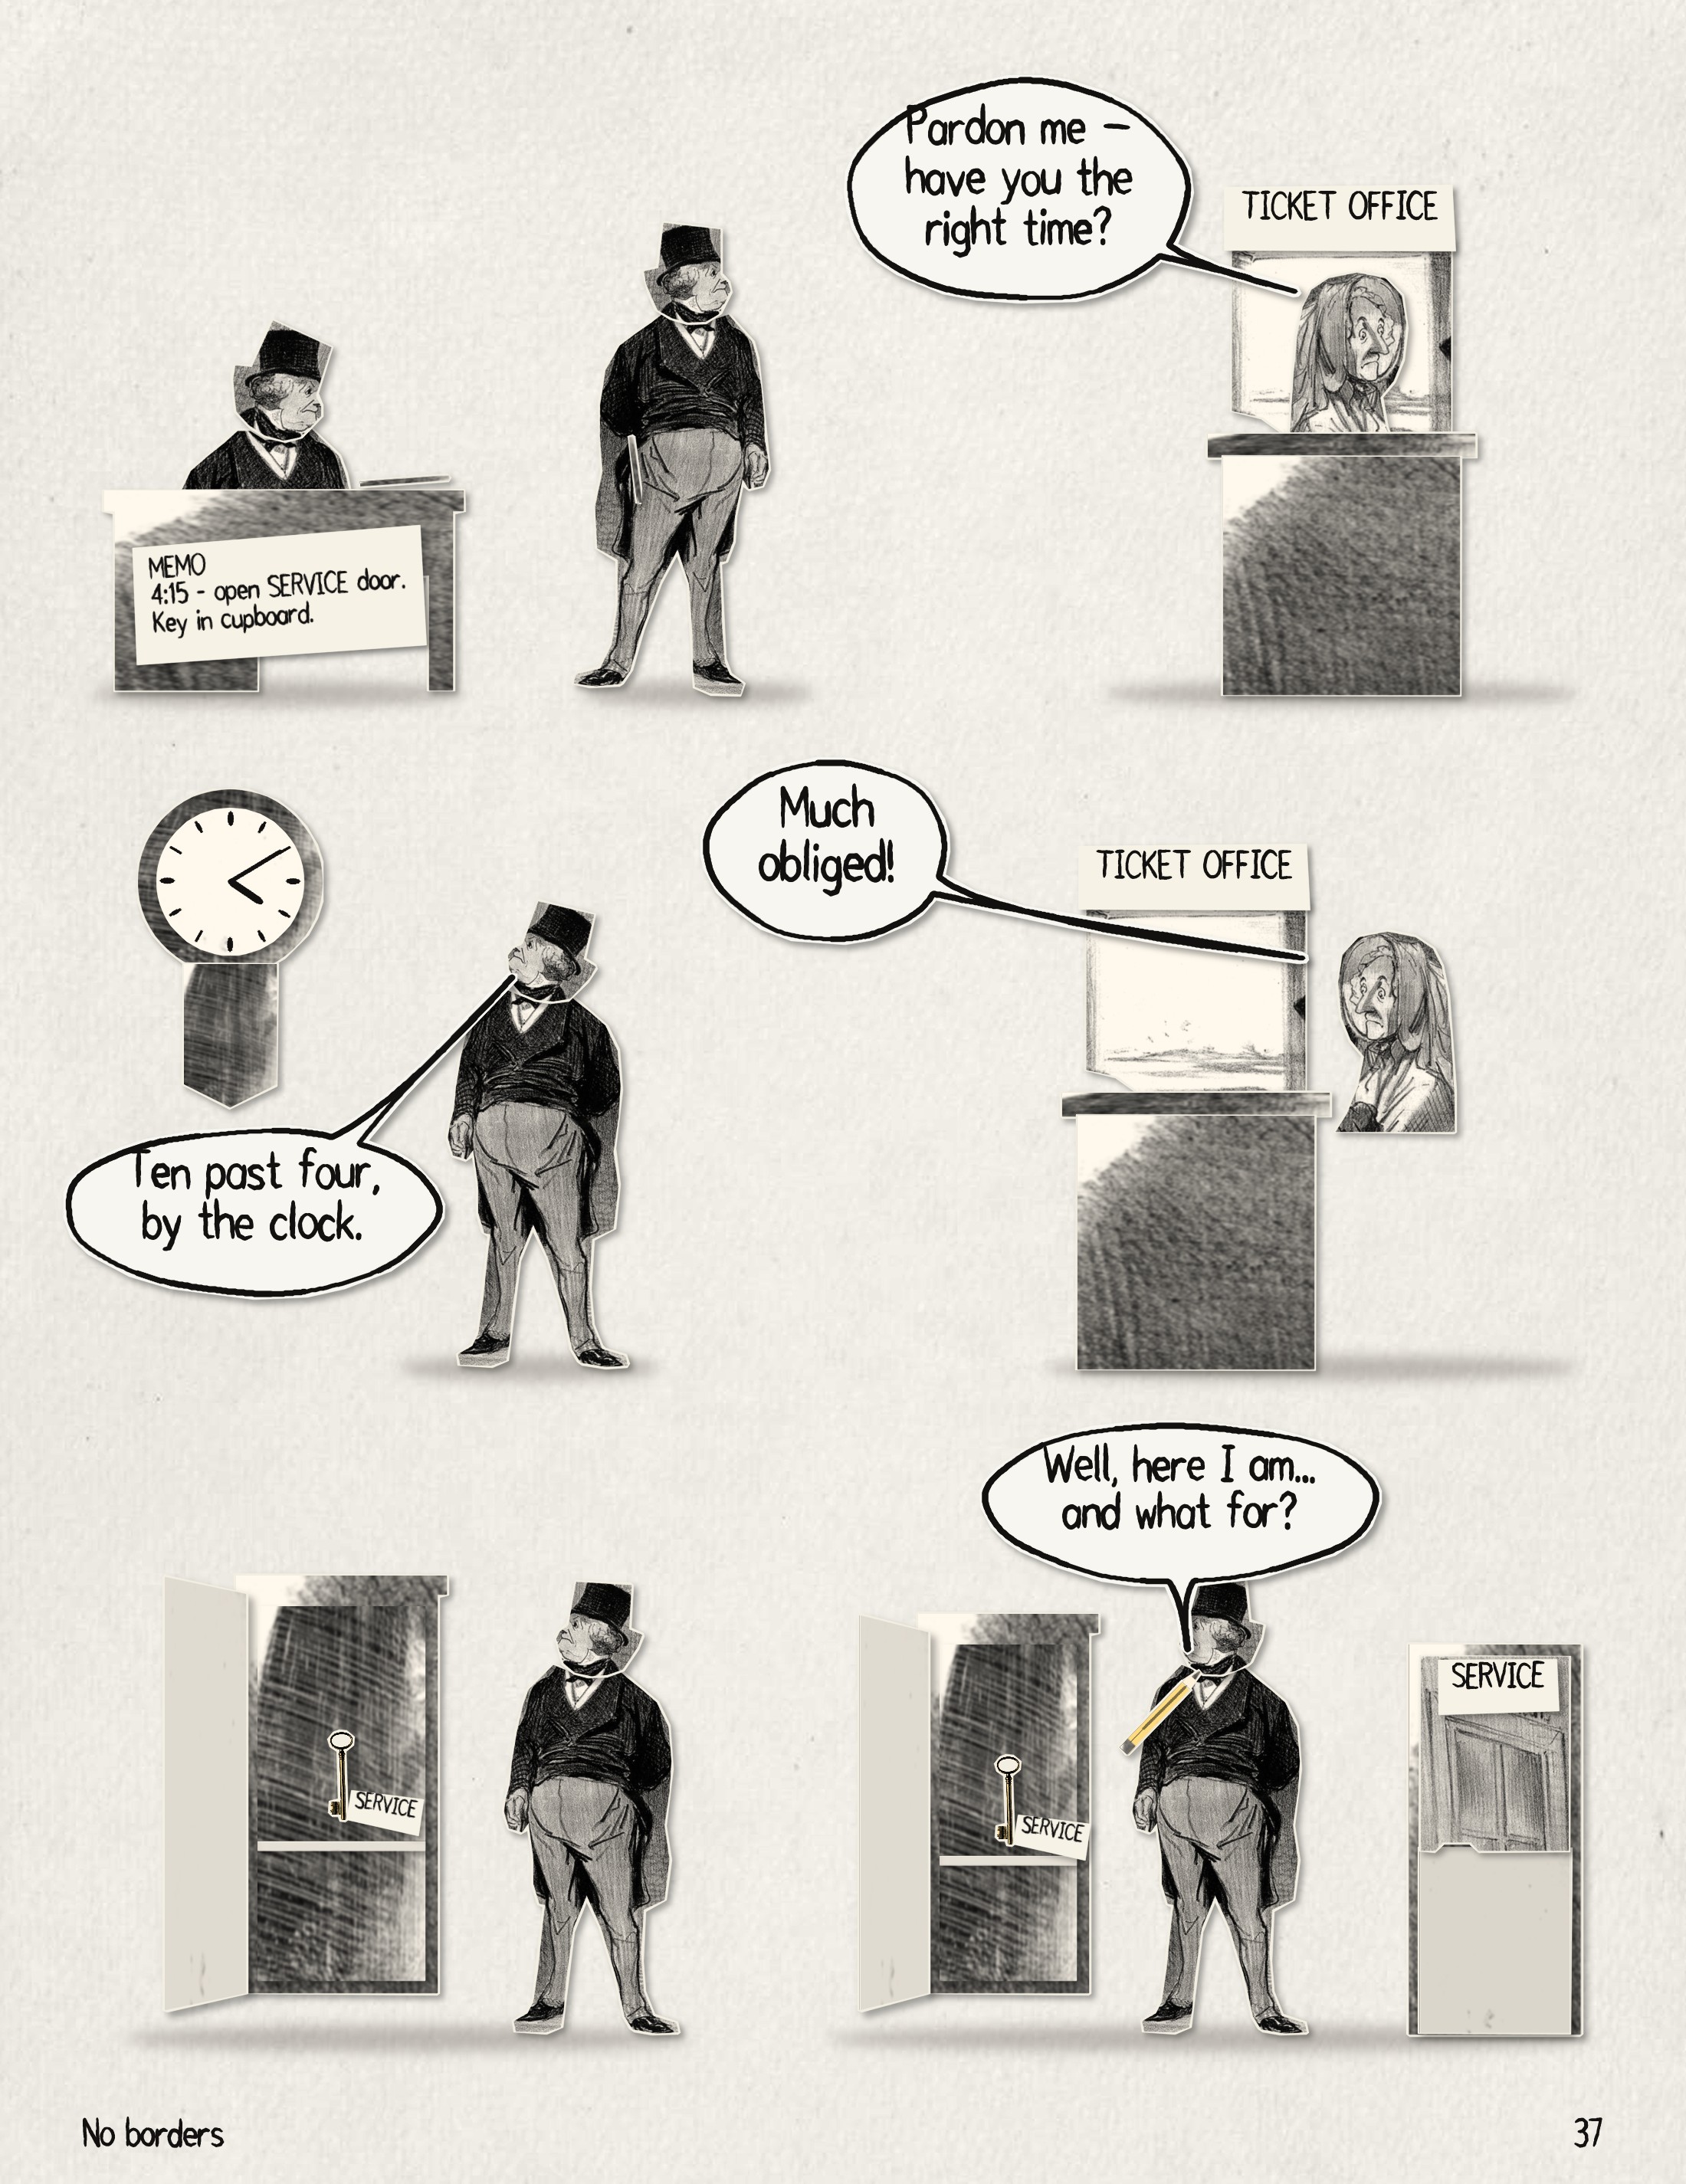 Pardon me –
have you the
right time?
TICKET OFFICE
MEMO
4:15 - open SERVICE door.
Key in cupboard.
Much
obliged!
TICKET OFFICE
Ten past four,
by the clock.
Well, here I am...
and what for?
SERVICE
SERVICE
SERVICE
No borders
37